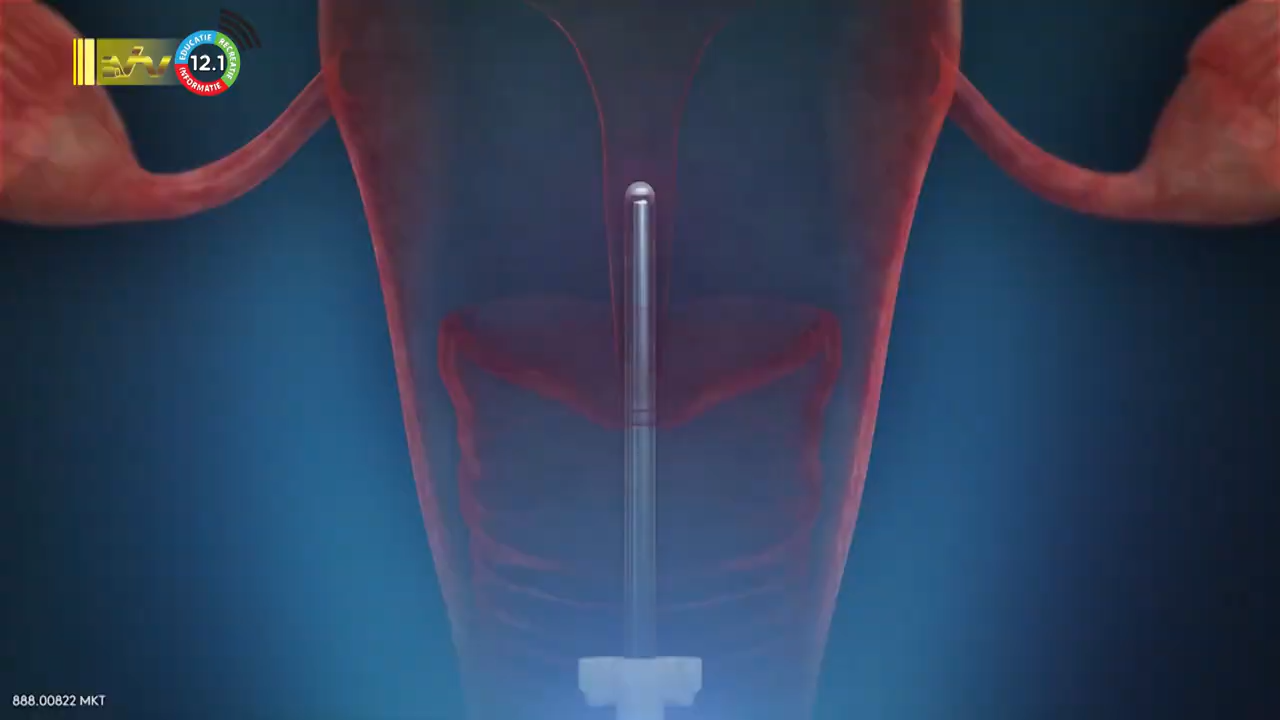 EDUCATIE
RECREATIE
12.1
INFORMATIE
888.00822 MKT